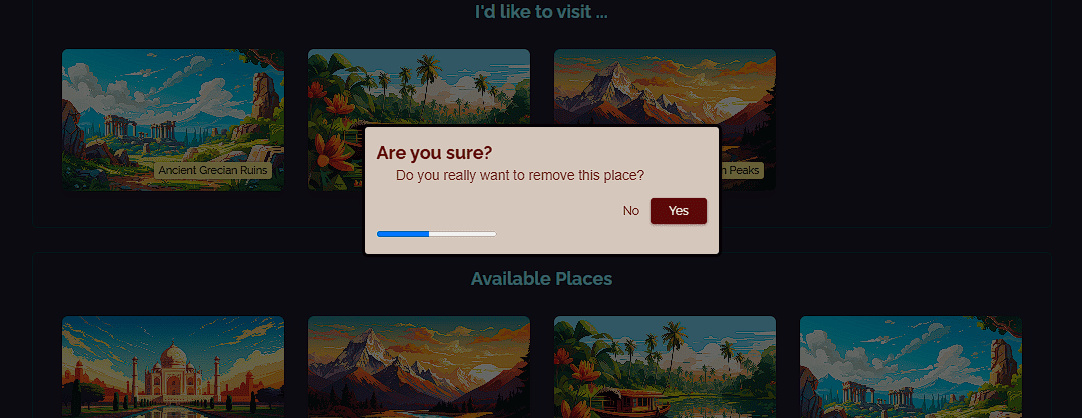 I'd like to visit ...
Ancient Grecian Ruins
Peaks
Are you sure?
Do you really want to remove this place?
No
Yes
Available Places